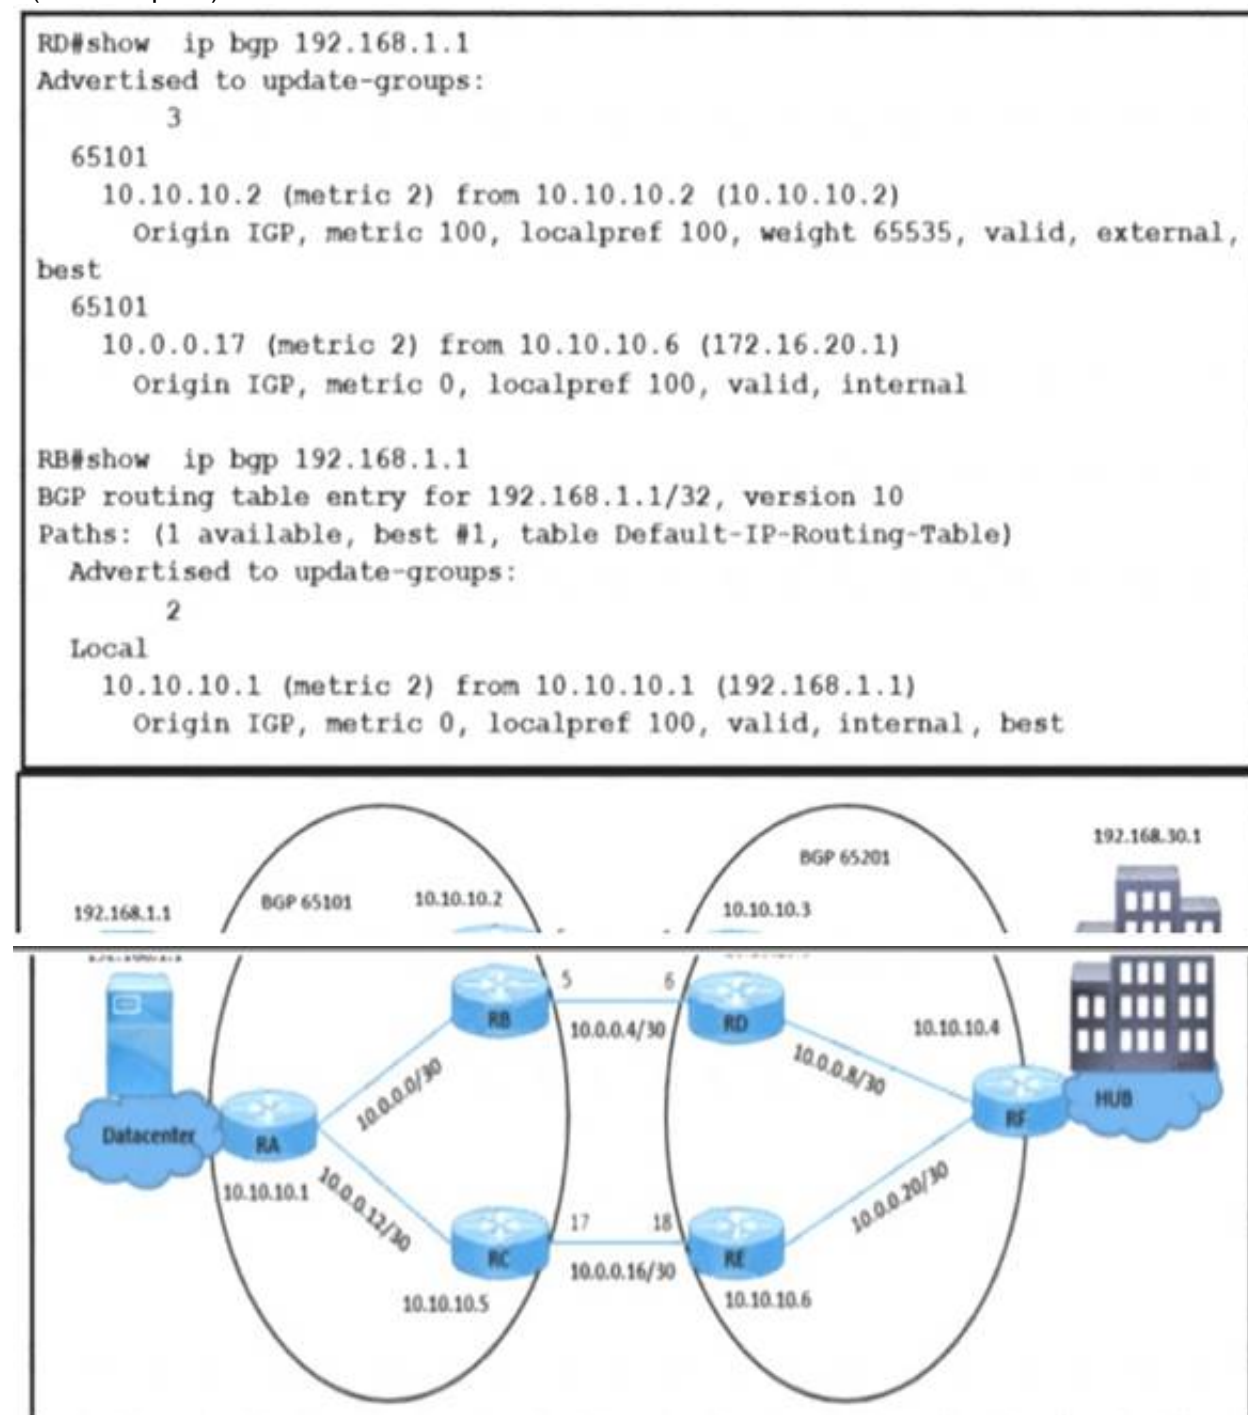 RD#show  ip bgp 192.168.1.1
Advertised to update-groups:
3
65101
10.10.10.2 (metric 2) from 10.10.10.2 (10.10.10.2)
Origin IGP, metric 100, localpref 100, weight 65535, valid, external,
best
65101
10.0.0.17 (metric 2) from 10.10.10.6 (172.16.20.1)
Origin IGP, metric 0, localpref 100, valid, internal
RB#show  ip bgp 192.168.1.1
BGP routing table entry for 192.168.1.1/32, version 10
Paths: (1 available, best #1, table Default-IP-Routing-Table)
Advertised to update-groups:
2
Local
10.10.10.1 (metric 2) from 10.10.10.1 (192.168.1.1)
Origin IGP, metric 0, localpref 100, valid, internal, best
192.168.30.1
BGP 65201
BGP 65101
10.10.10.2
10.10.10.3
192.168.1.1
5
6
RB
10.0.0.4/30
RD
10.10.10.4
10.0.0.8/30
10.0.0.0/30
HUB
RF
Datacenter
RA
10.10.10.1
10.0.0.12/30
10.0.0.20/30
17
18
RC
RE
10.0.0.16/30
10.10.10.5
10.10.10.6